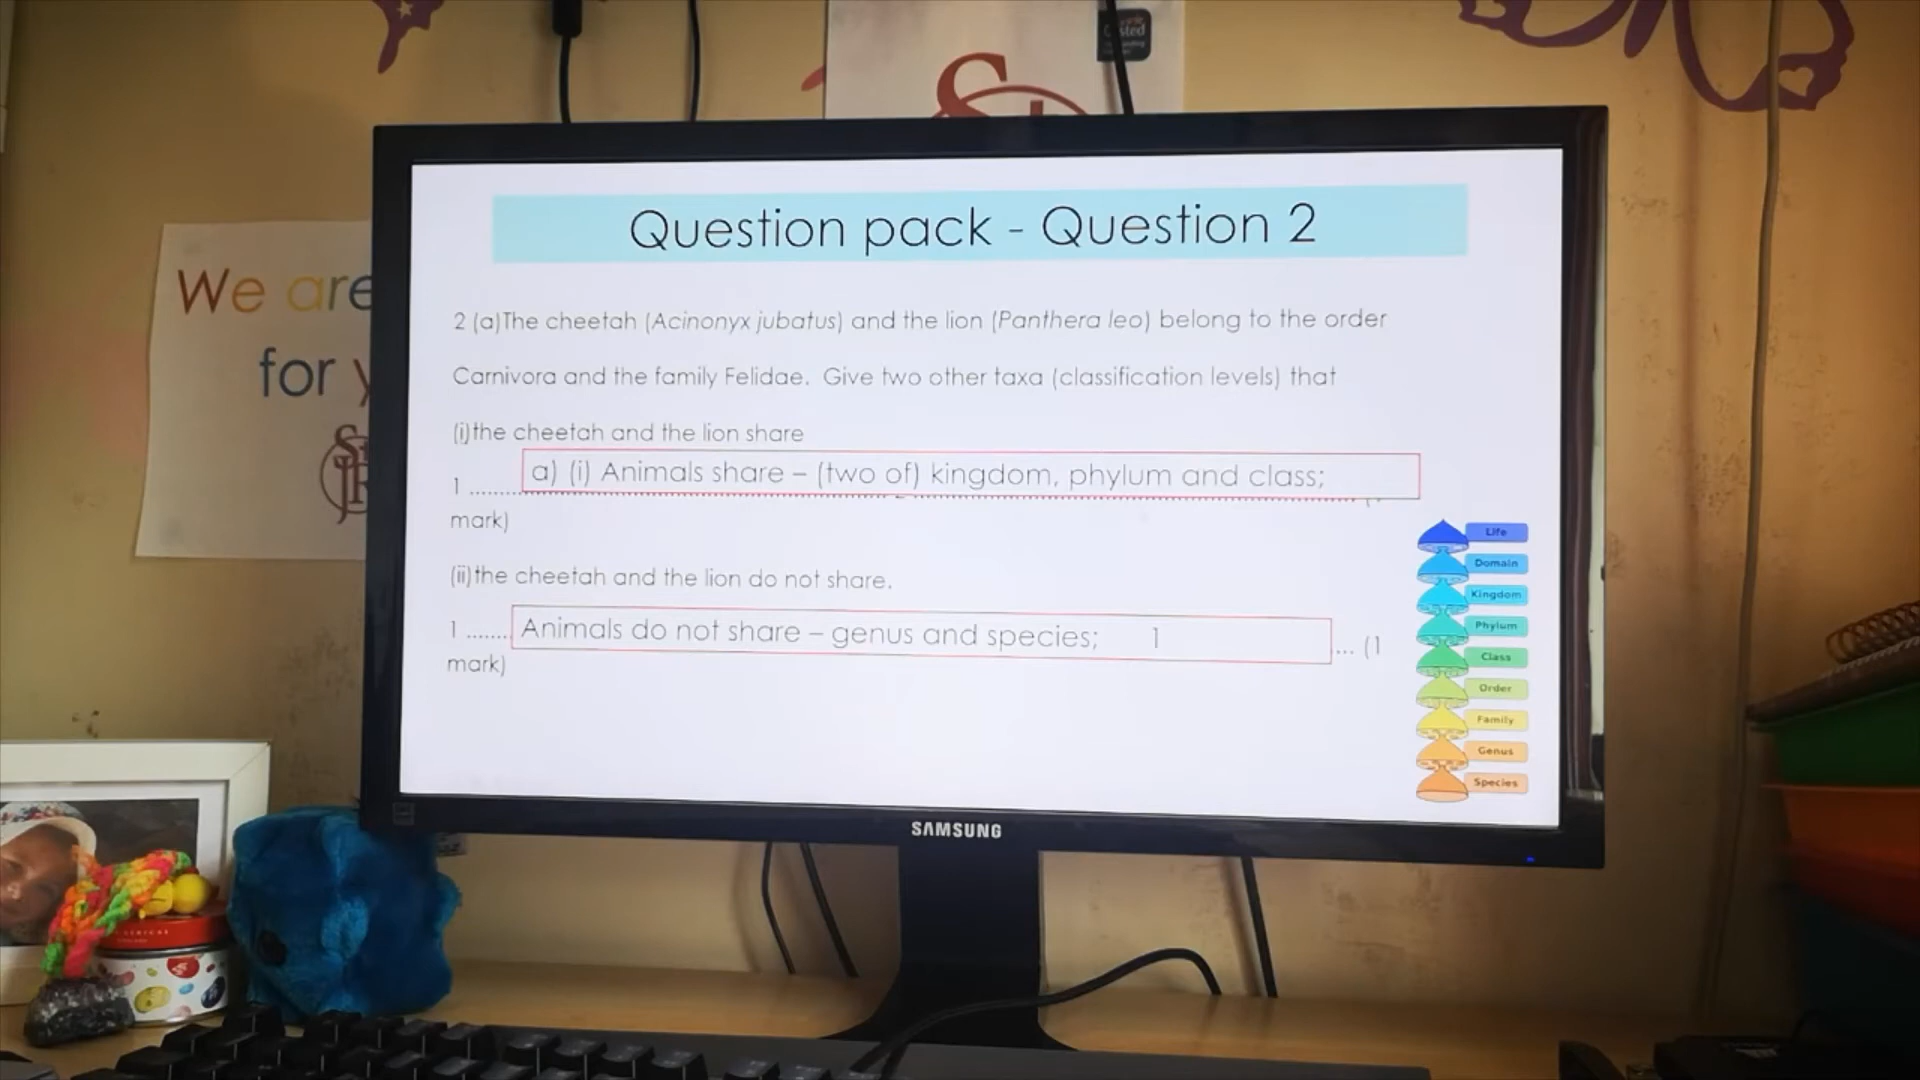 We are
for
Question pack - Question 2
2 (a)The cheetah (Acinonyx jubatus) and the lion (Panthera leo) belong to the order
Carnivora and the family Felidae. Give two other taxa (classification levels) that
(i)the cheetah and the lion share
a) (i) Animals share – (two of) kingdom, phylum and class;
1 ........
mark)
(ii)the cheetah and the lion do not share.
1 ........ Animals do not share – genus and species; 1 ... (1
mark)
Life
Domain
Kingdom
Phylum
Class
Order
Family
Genus
Species
SAMSUNG